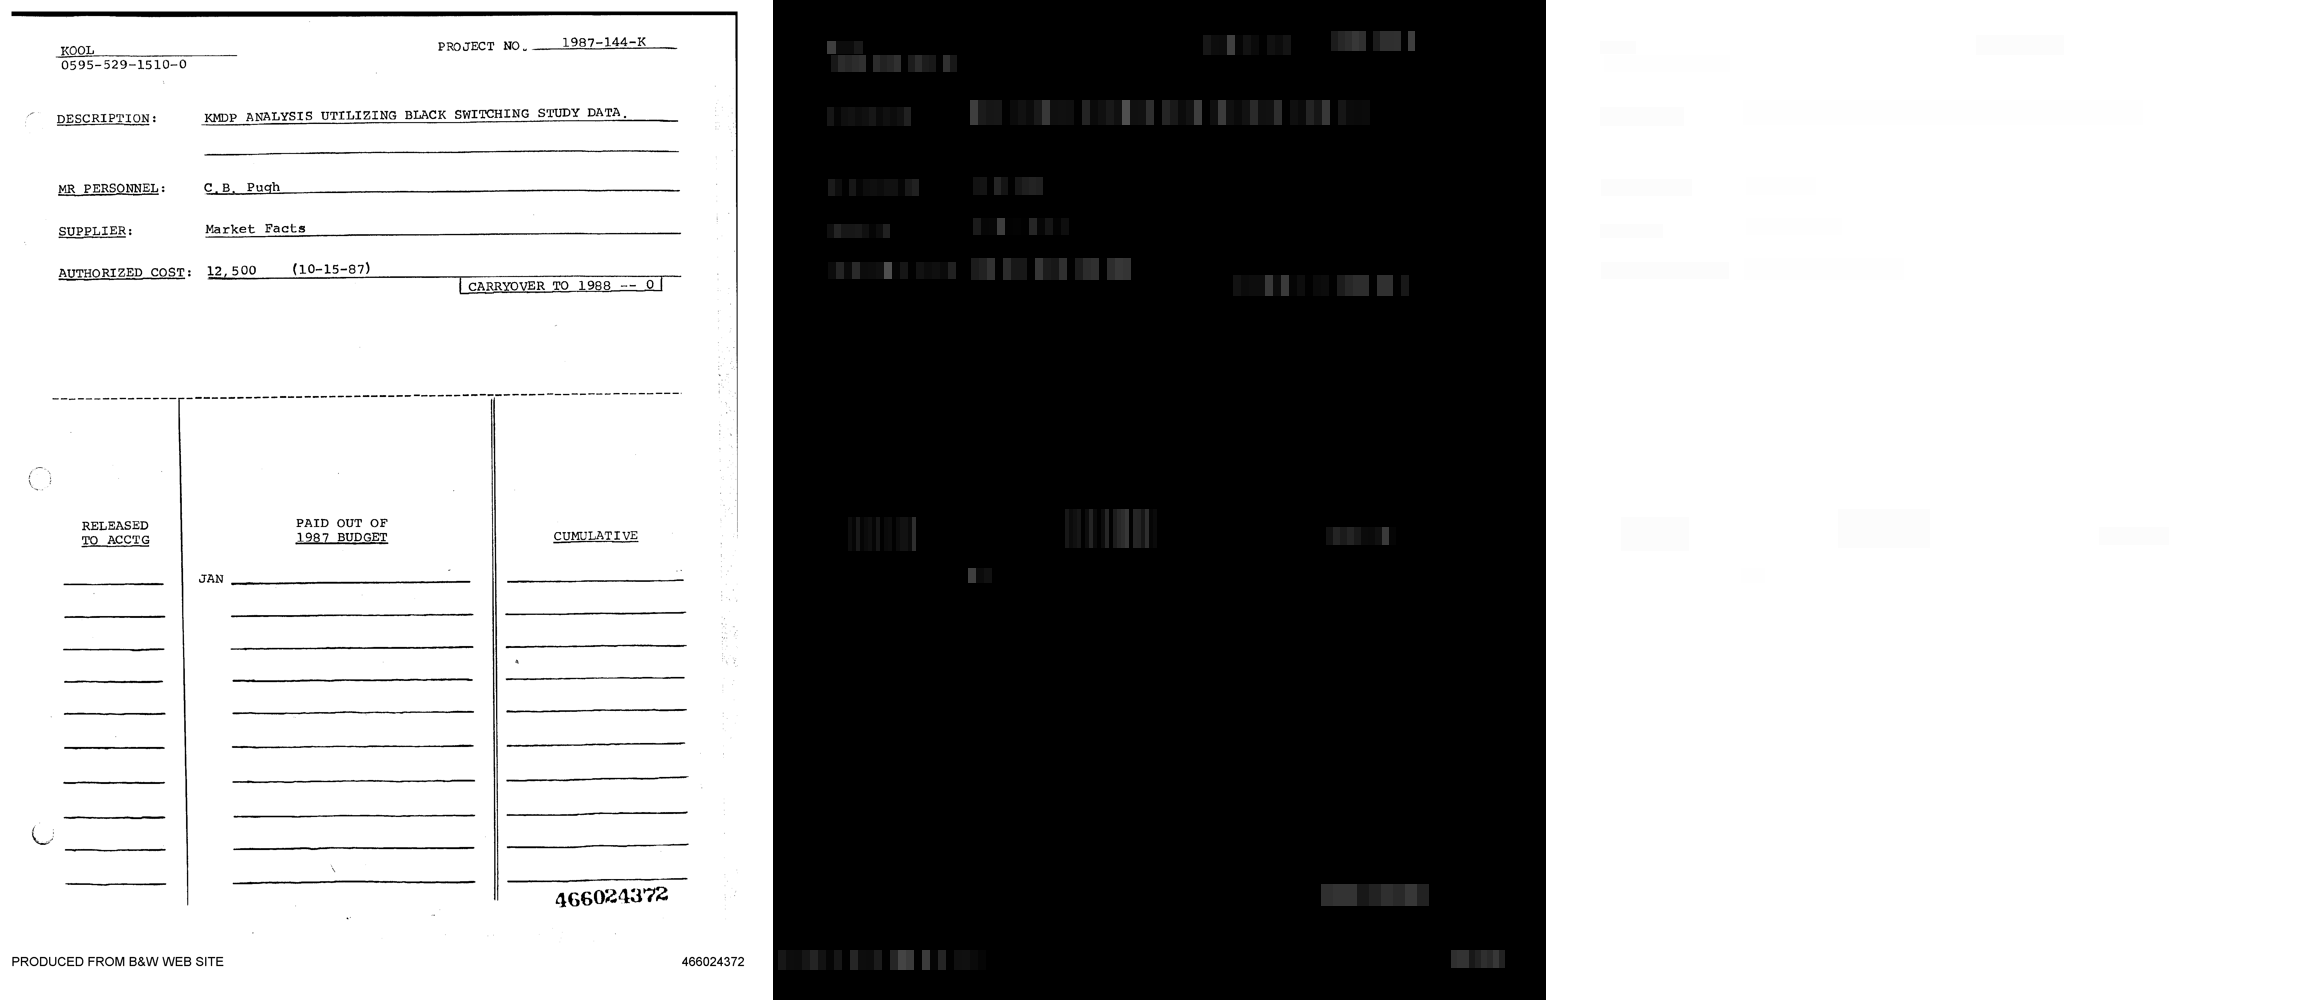 KOOL
PROJECT NO. 1987-144-K
0595-529-1510-0
DESCRIPTION: KMDP ANALYSIS UTILIZING BLACK SWITCHING STUDY DATA.
MR PERSONNEL: C.B. Pugh
SUPPLIER: Market Facts
AUTHORIZED COST: 12,500 (10-15-87)
CARRYOVER TO 1988 -- 0
RELEASED
TO ACCTG
PAID OUT OF
1987 BUDGET
CUMULATIVE
JAN
466024372
PRODUCED FROM B&W WEB SITE
466024372